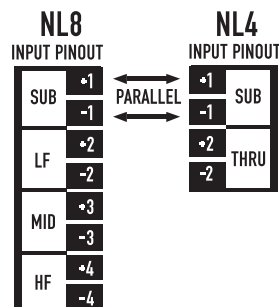 NL8
INPUT PINOUT
SUB
+1
-1
LF
+2
-2
MID
+3
-3
HF
+4
-4
PARALLEL
NL4
INPUT PINOUT
+1
-1
SUB
+2
-2
THRU